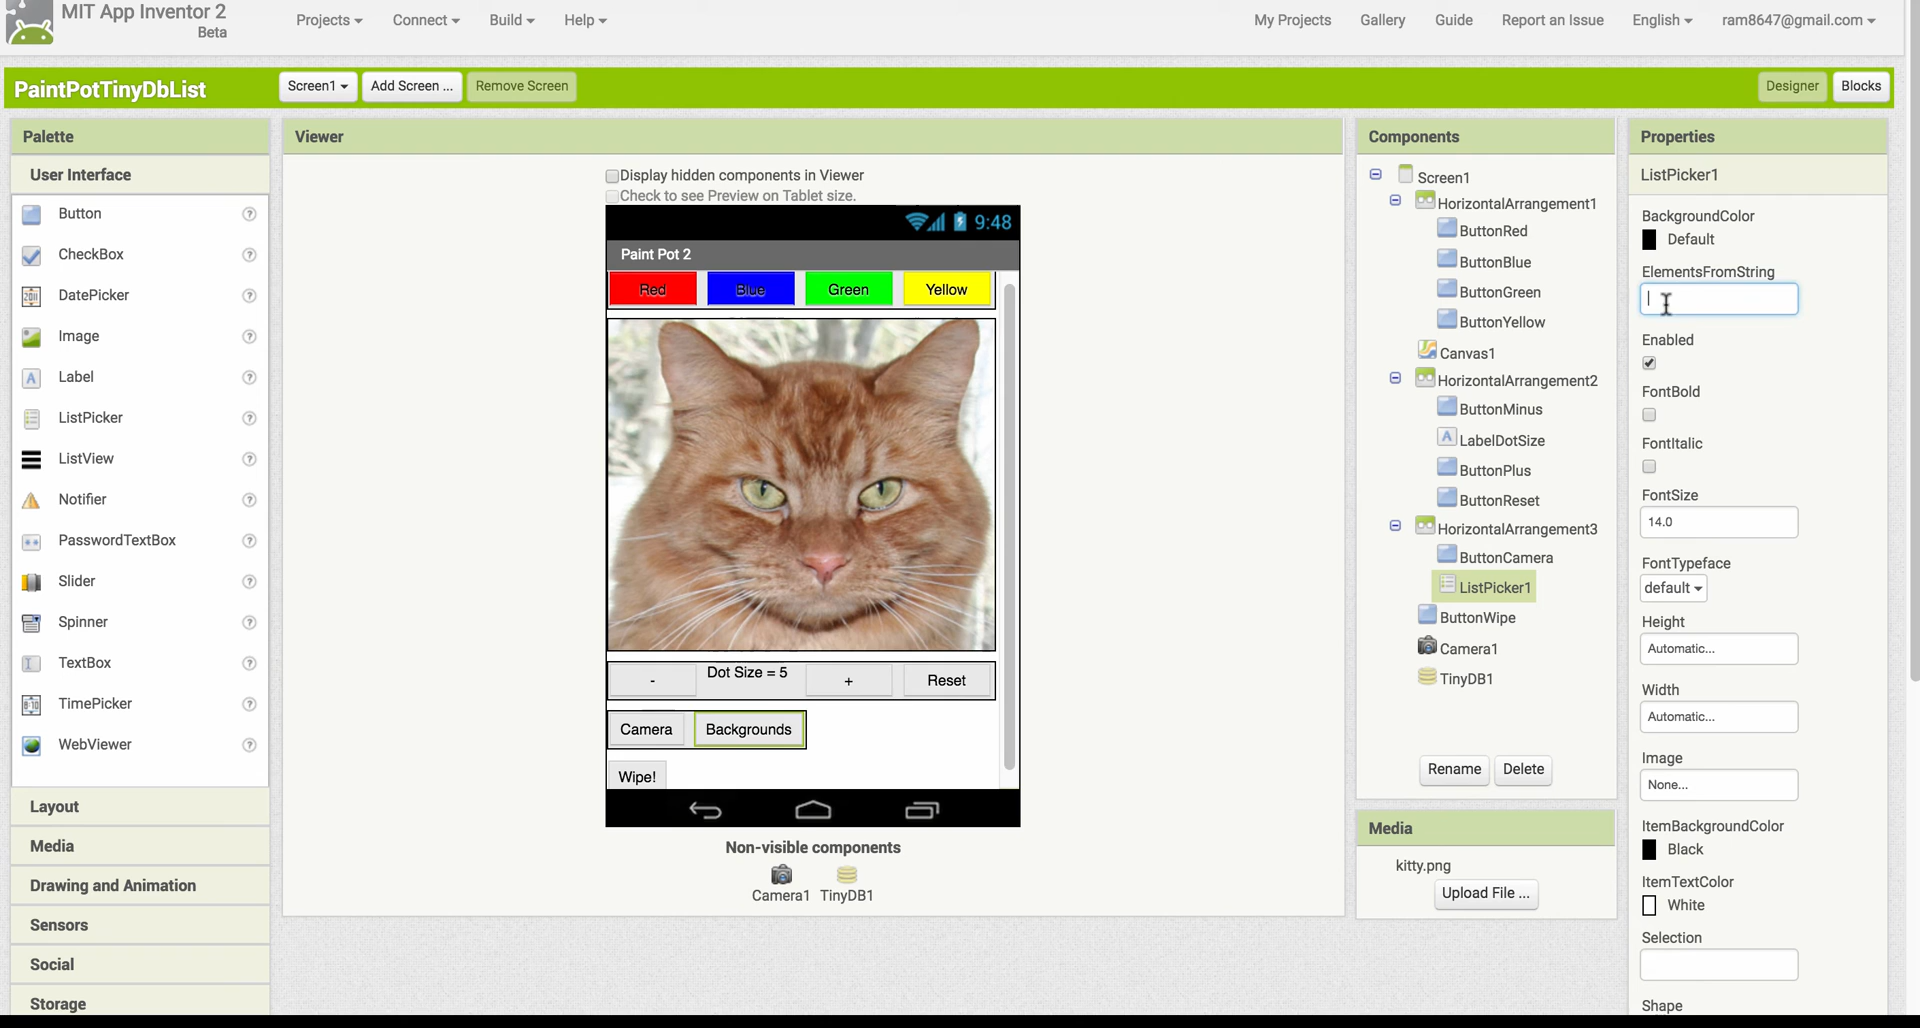 MIT App Inventor 2
Beta
Projects Connect Build Help
My Projects Gallery Guide Report an Issue English ram8647@gmail.com
PaintPotTinyDbList
Screen1 Add Screen ... Remove Screen
Designer Blocks
Palette
User Interface
Button
CheckBox
DatePicker
Image
Label
ListPicker
ListView
Notifier
PasswordTextBox
Slider
Spinner
TextBox
TimePicker
WebViewer
Layout
Media
Drawing and Animation
Sensors
Social
Storage
Viewer
Display hidden components in Viewer
Check to see Preview on Tablet size.
9:48
Paint Pot 2
Red Blue Green Yellow
- Dot Size = 5 + Reset
Camera Backgrounds
Wipe!
Non-visible components
Camera1 TinyDB1
Components
Screen1
HorizontalArrangement1
ButtonRed
ButtonBlue
ButtonGreen
ButtonYellow
Canvas1
HorizontalArrangement2
ButtonMinus
LabelDotSize
ButtonPlus
ButtonReset
HorizontalArrangement3
ButtonCamera
ListPicker1
ButtonWipe
Camera1
TinyDB1
Rename Delete
Media
kitty.png
Upload File ...
Properties
ListPicker1
BackgroundColor
Default
ElementsFromString
Enabled
FontBold
FontItalic
FontSize
14.0
FontTypeface
default
Height
Automatic...
Width
Automatic...
Image
None...
ItemBackgroundColor
Black
ItemTextColor
White
Selection
Shape